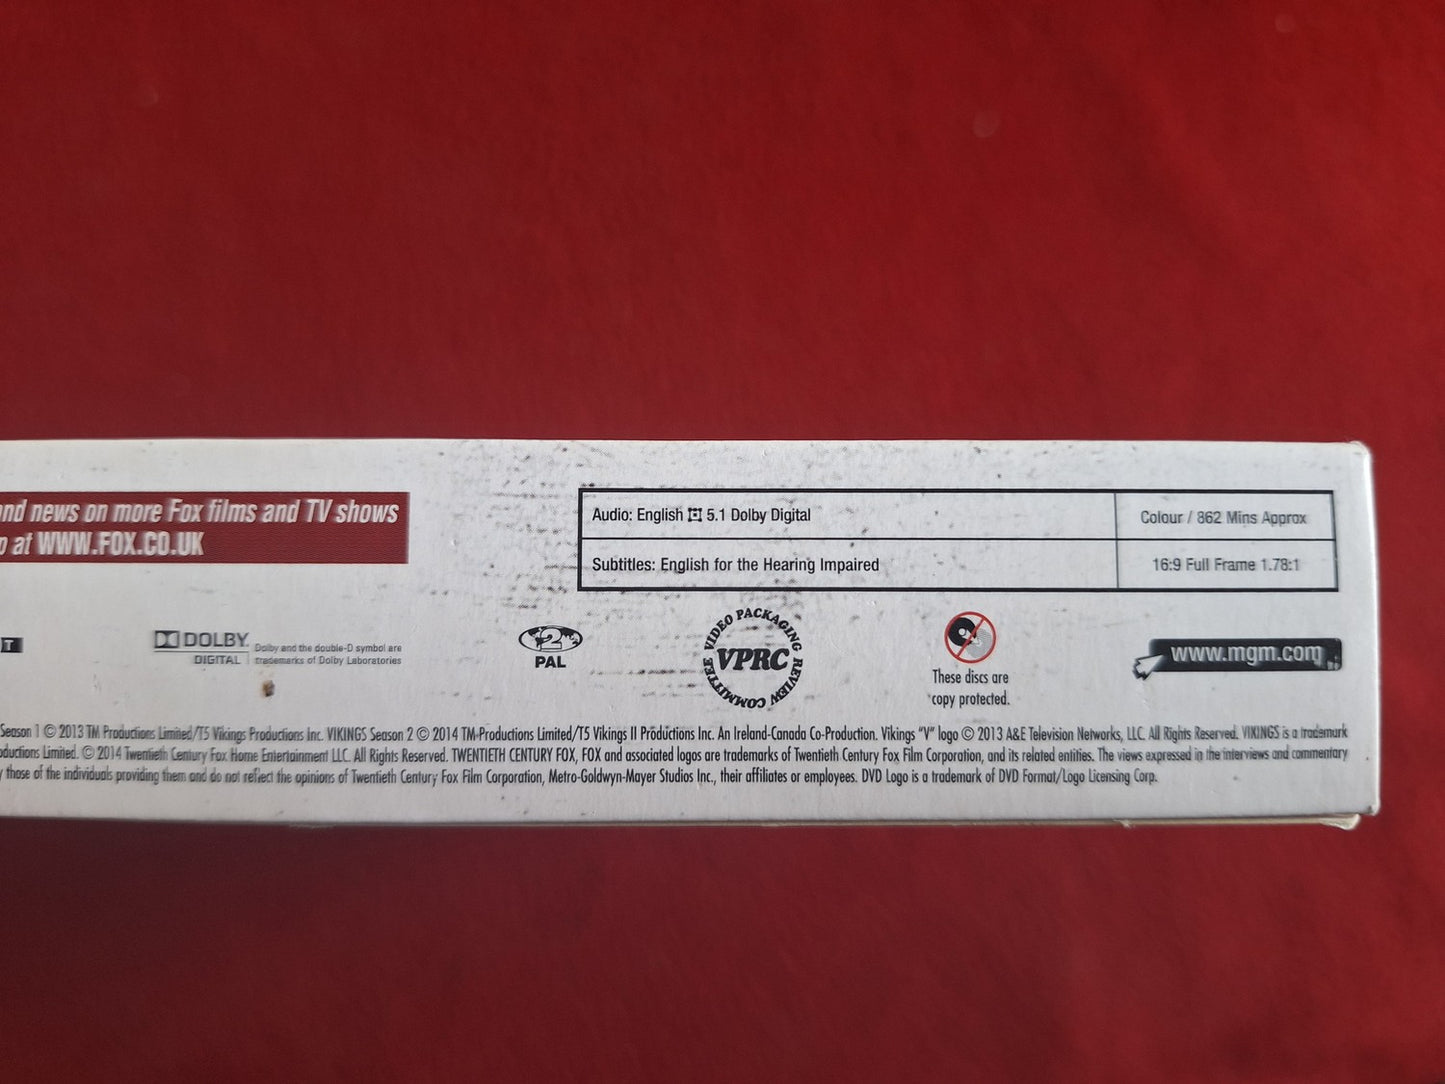 and news on more Fox films and TV shows
at WWW.FOX.CO.UK
Audio: English 5.1 Dolby Digital
Colour / 862 Mins Approx
Subtitles: English for the Hearing Impaired
16:9 Full Frame 1.78:1
T
DOLBY
DIGITAL
Dolby and the double-D symbol are
trademarks of Dolby Laboratories
2
PAL
VIDEO PACKAGING REVIEW COMMITTEE
VPRC
These discs are
copy protected.
www.mgm.com
Season 1 © 2013 TM Productions Limited/T5 Vikings Productions Inc. VIKINGS Season 2 © 2014 TM Productions Limited/T5 Vikings II Productions Inc. An Ireland-Canada Co-Production. Vikings "V" logo © 2013 A&E Television Networks, LLC. All Rights Reserved. VIKINGS is a trademark
Limited. © 2014 Twentieth Century Fox Home Entertainment LLC. All Rights Reserved. TWENTIETH CENTURY FOX, FOX and associated logos are trademarks of Twentieth Century Fox Film Corporation, and its related entities. The views expressed in the interviews and commentary
those of the individuals providing them and do not reflect the opinions of Twentieth Century Fox Film Corporation, Metro-Goldwyn-Mayer Studios Inc., their affiliates or employees. DVD Logo is a trademark of DVD Format/Logo Licensing Corp.